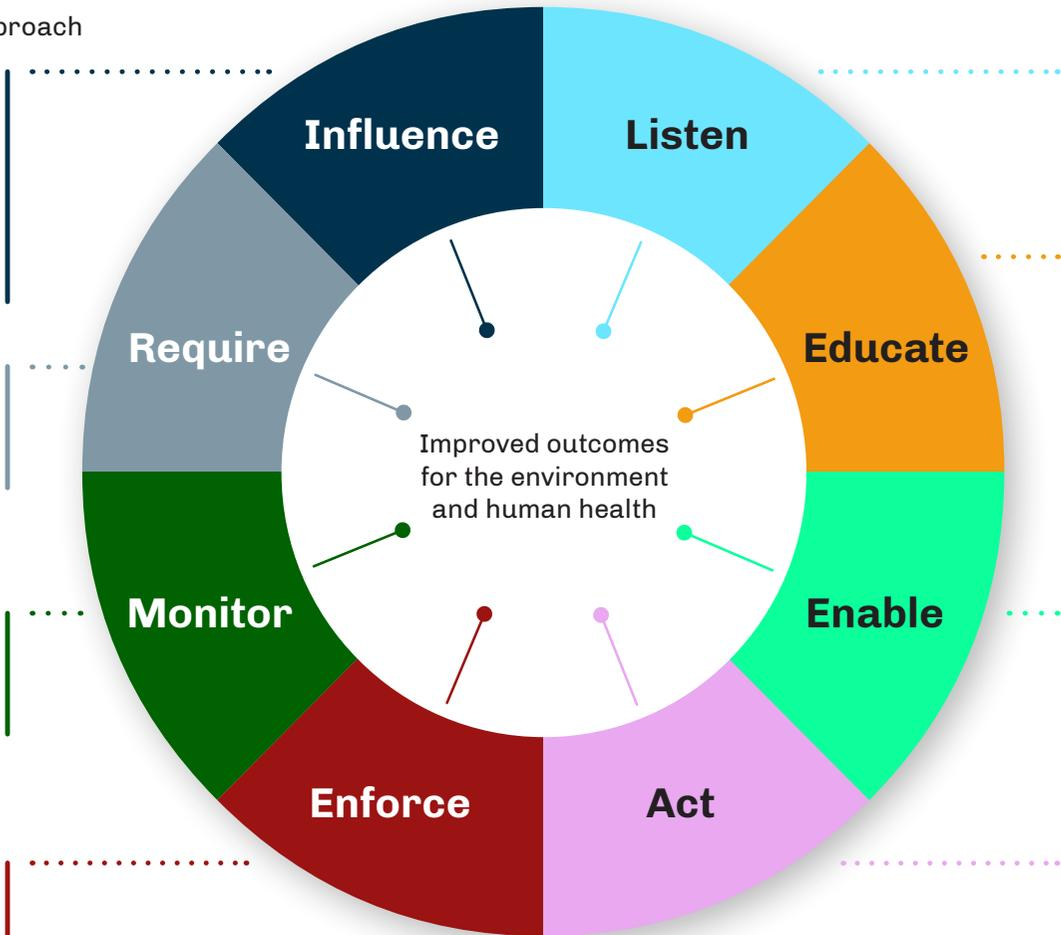 Influence
Listen
Require
Educate
Improved outcomes
for the environment
and human health
Monitor
Enable
Enforce
Act